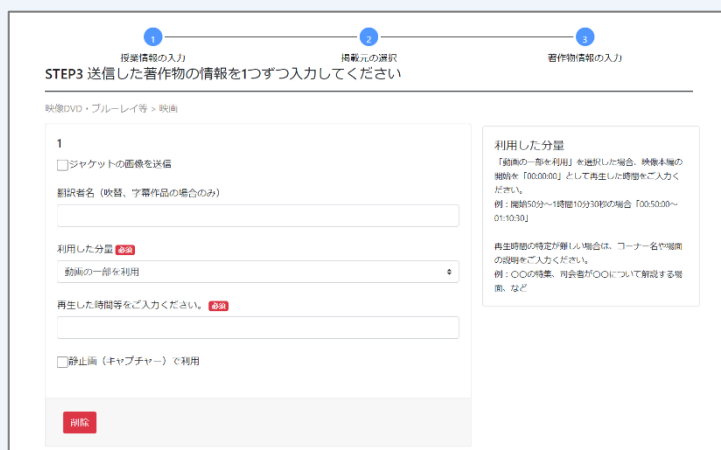 1
2
3
授業情報の入力
掲載元の選択
著作物情報の入力
STEP3 送信した著作物の情報を1つずつ入力してください
映像DVD・ブルーレイ等 > 映画
1
ジャケットの画像を送信
翻訳者名（吹替、字幕作品の場合のみ）
利用した分量 必須
動画の一部を利用
再生した時間等をご入力ください。 必須
静止画（キャプチャー）で利用
削除
利用した分量
「動画の一部を利用」を選択した場合、映像本編の
開始を「00:00:00」として再生した時間をご入力く
ださい。
例：開始50分～1時間10分30秒の場合「00:50:00～
01:10:30」
再生時間の特定が難しい場合は、コーナー名や場面
の説明をご入力ください。
例：〇〇の特集、司会者が〇〇について解説する場
面、など